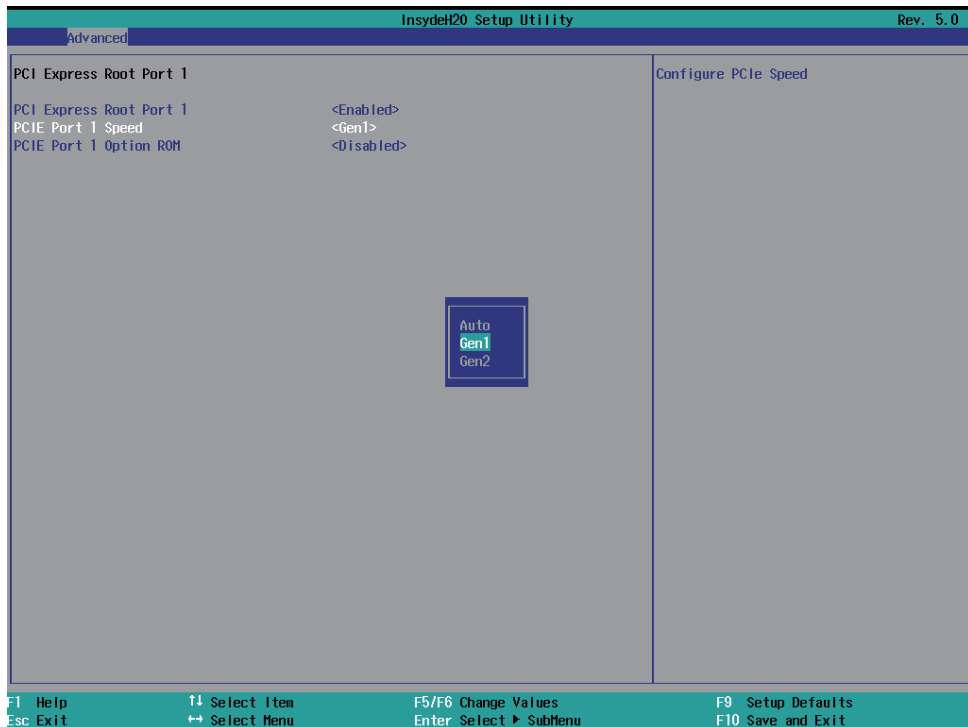 InsydeH20 Setup Utility Rev. 5.0
Advanced
PCI Express Root Port 1 Configure PCIe Speed
PCI Express Root Port 1 <Enabled>
PCIE Port 1 Speed <Gen1>
PCIE Port 1 Option ROM <Disabled>
Auto
Gen1
Gen2
F1 Help ↑↓ Select Item F5/F6 Change Values F9 Setup Defaults
Esc Exit ↔ Select Menu Enter Select ▶ SubMenu F10 Save and Exit